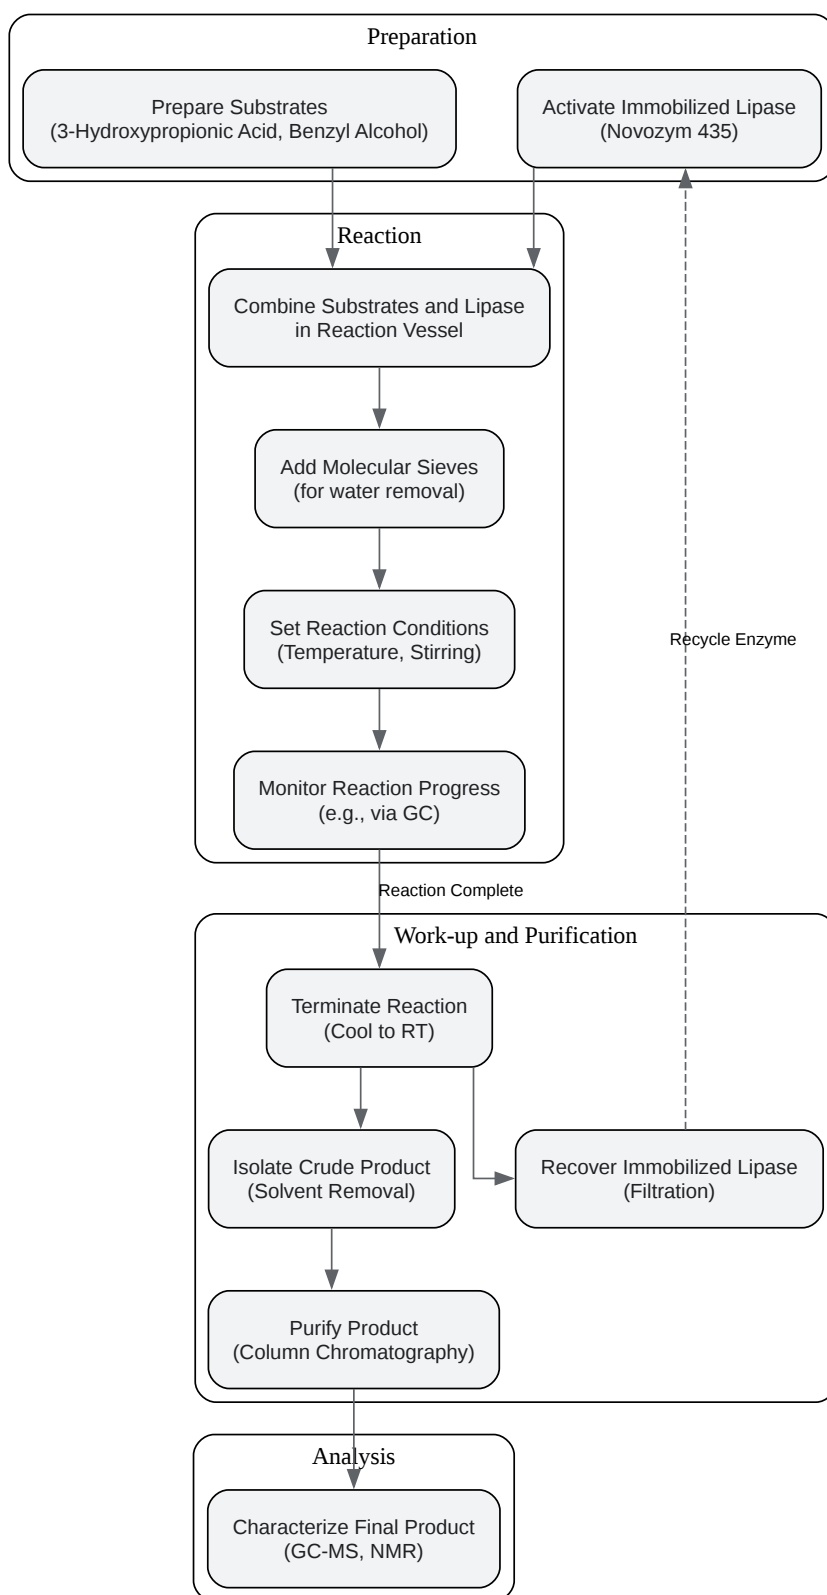 Preparation
Prepare Substrates
(3-Hydroxypropionic Acid, Benzyl Alcohol)
Activate Immobilized Lipase
(Novozym 435)
Reaction
Combine Substrates and Lipase
in Reaction Vessel
Add Molecular Sieves
(for water removal)
Set Reaction Conditions
(Temperature, Stirring)
Recycle Enzyme
Monitor Reaction Progress
(e.g., via GC)
Reaction Complete
Work-up and Purification
Terminate Reaction
(Cool to RT)
Isolate Crude Product
(Solvent Removal)
Recover Immobilized Lipase
(Filtration)
Purify Product
(Column Chromatography)
Analysis
Characterize Final Product
(GC-MS, NMR)